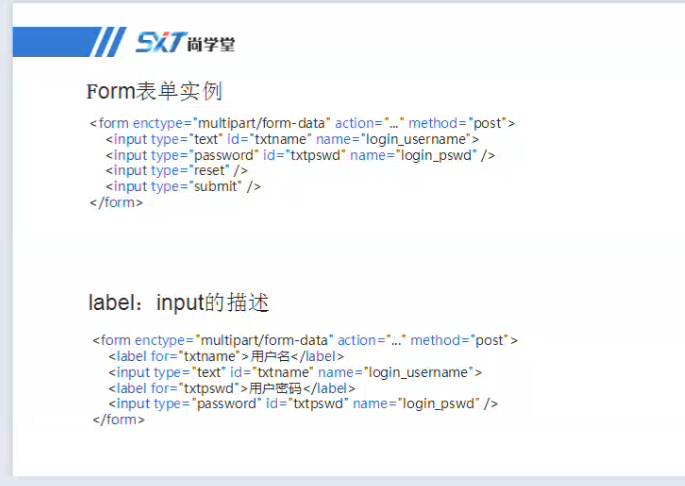 SXT尚学堂
Form表单实例
<form enctype="multipart/form-data" action="..." method="post">
<input type="text" id="txtname" name="login_username">
<input type="password" id="txtpswd" name="login_pswd" />
<input type="reset" />
<input type="submit" />
</form>
label：input的描述
<form enctype="multipart/form-data" action="..." method="post">
<label for="txtname">用户名</label>
<input type="text" id="txtname" name="login_username">
<label for="txtpswd">用户密码</label>
<input type="password" id="txtpswd" name="login_pswd" />
</form>